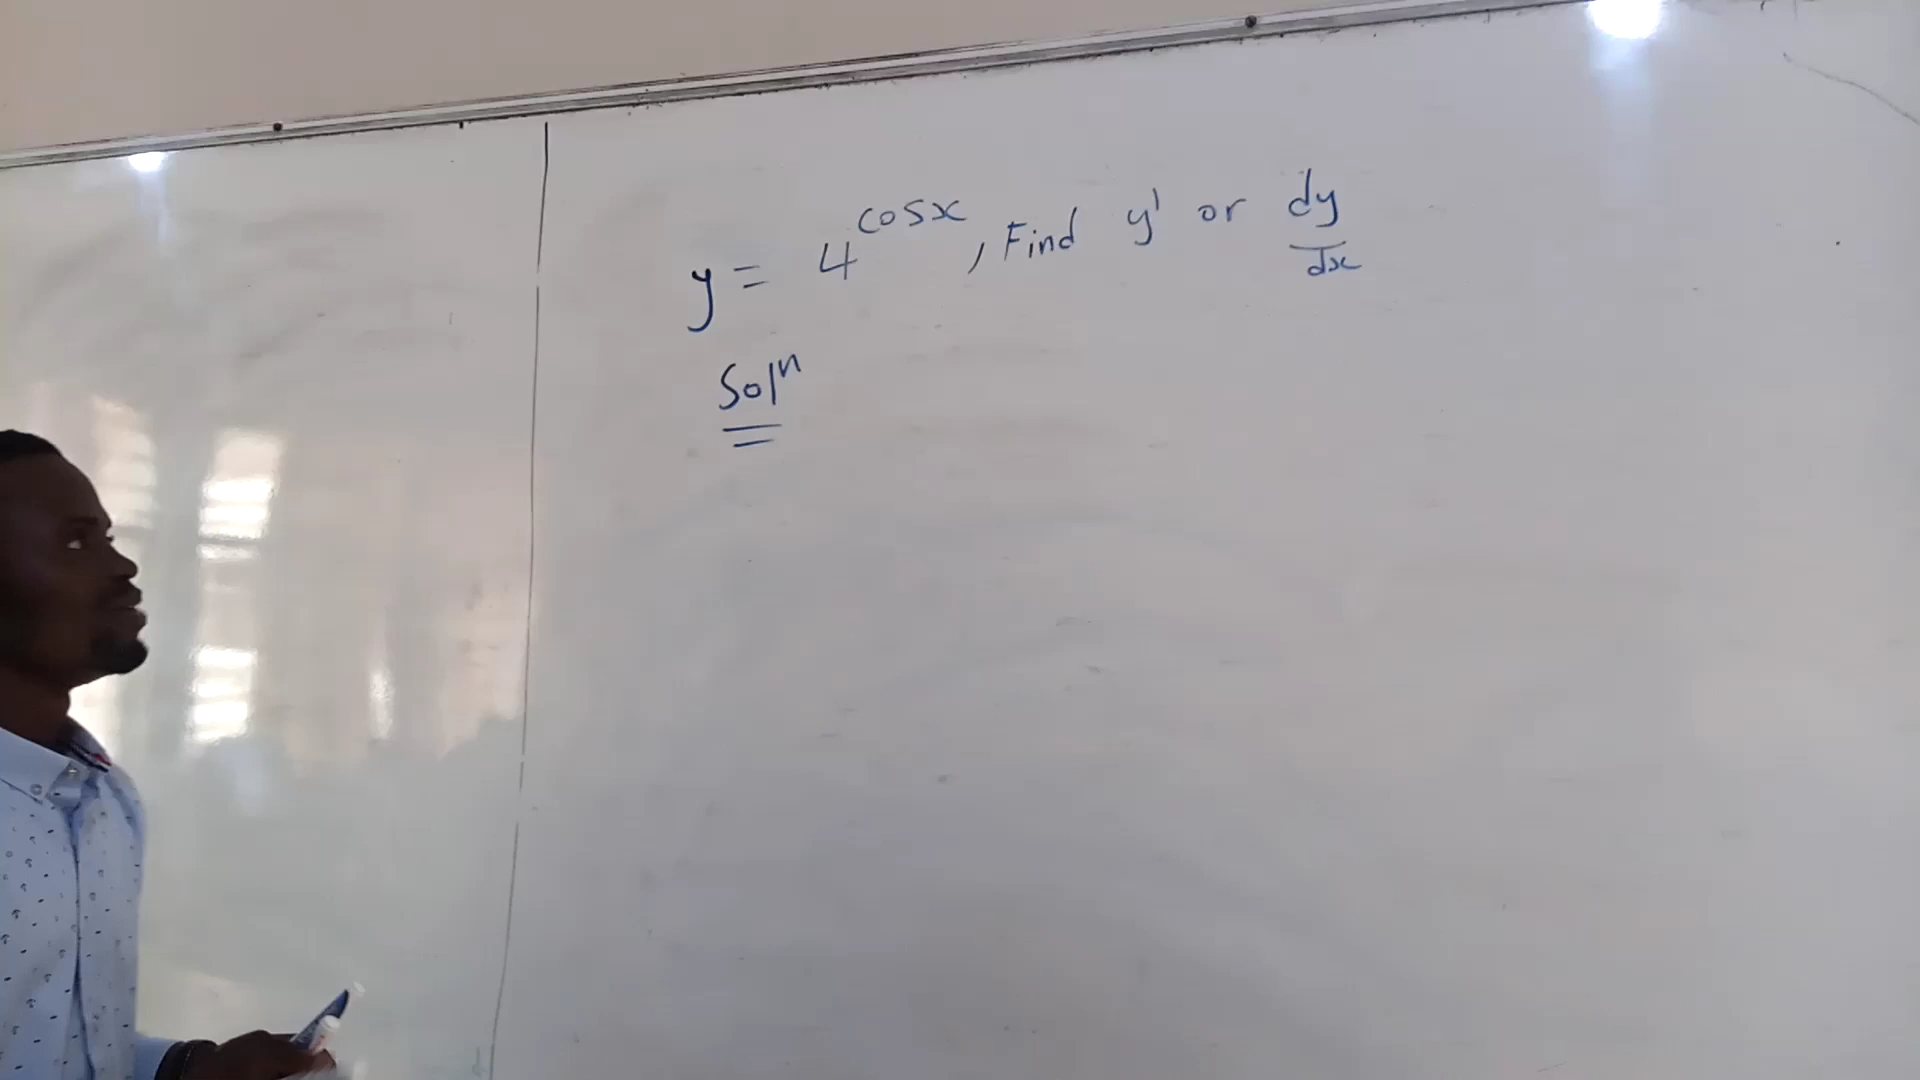 y = 4^cosx, Find y' or dy/dx
Solⁿ